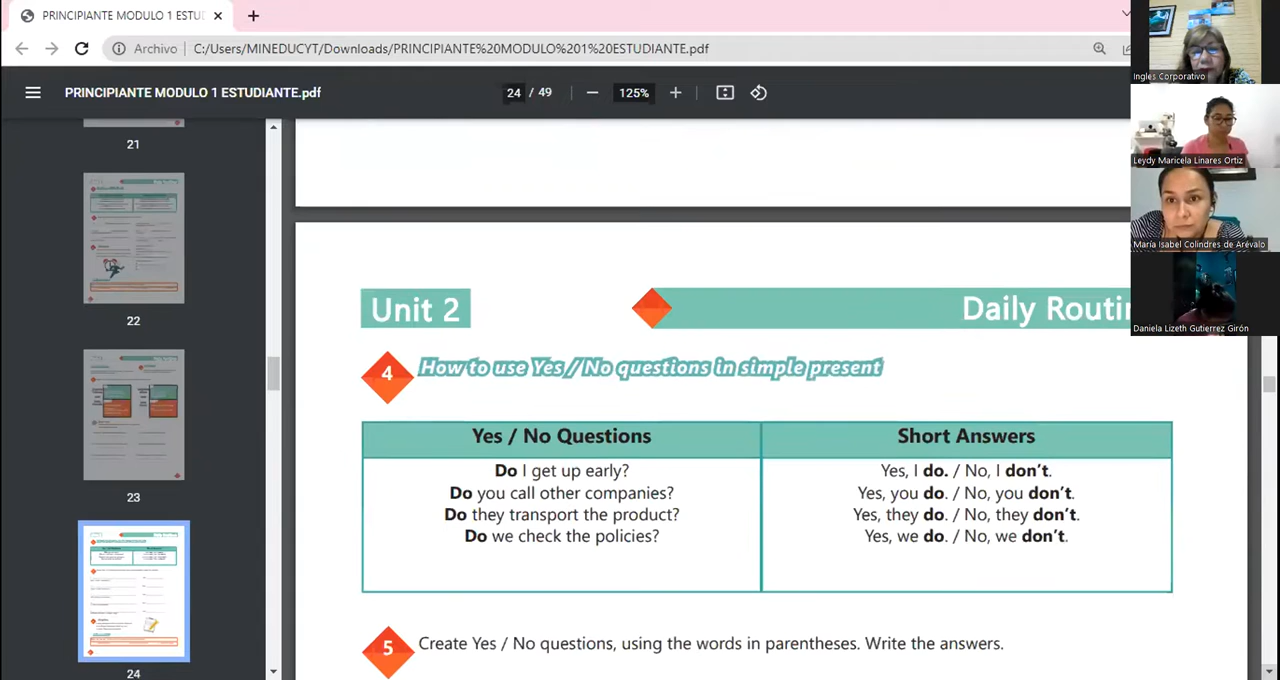 PRINCIPIANTE MODULO 1 ESTUD
Archivo
C:/Users/MINEDUCYT/Downloads/PRINCIPIANTE%20MODULO%201%20ESTUDIANTE.pdf
PRINCIPIANTE MODULO 1 ESTUDIANTE.pdf
24 / 49
125%
21
22
23
24
Unit 2
Daily Routin
4
How to use Yes / No questions in simple present
Yes / No Questions
Short Answers
Do I get up early?
Yes, I do. / No, I don't.
Do you call other companies?
Yes, you do. / No, you don't.
Do they transport the product?
Yes, they do. / No, they don't.
Do we check the policies?
Yes, we do. / No, we don't.
5
Create Yes / No questions, using the words in parentheses. Write the answers.
Ingles Corporativo
Leydy Maricela Linares Ortiz
María Isabel Colindres de Arévalo
Daniela Lizeth Gutierrez Girón